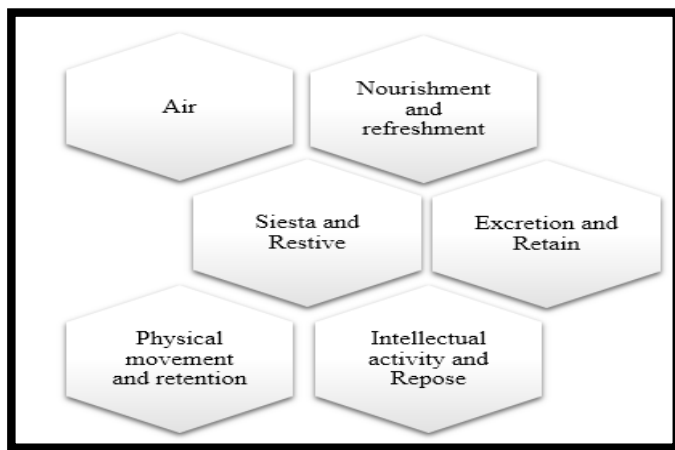 Air
Nourishment
and
refreshment
Siesta and
Restive
Excretion and
Retain
Physical
movement
and retention
Intellectual
activity and
Repose